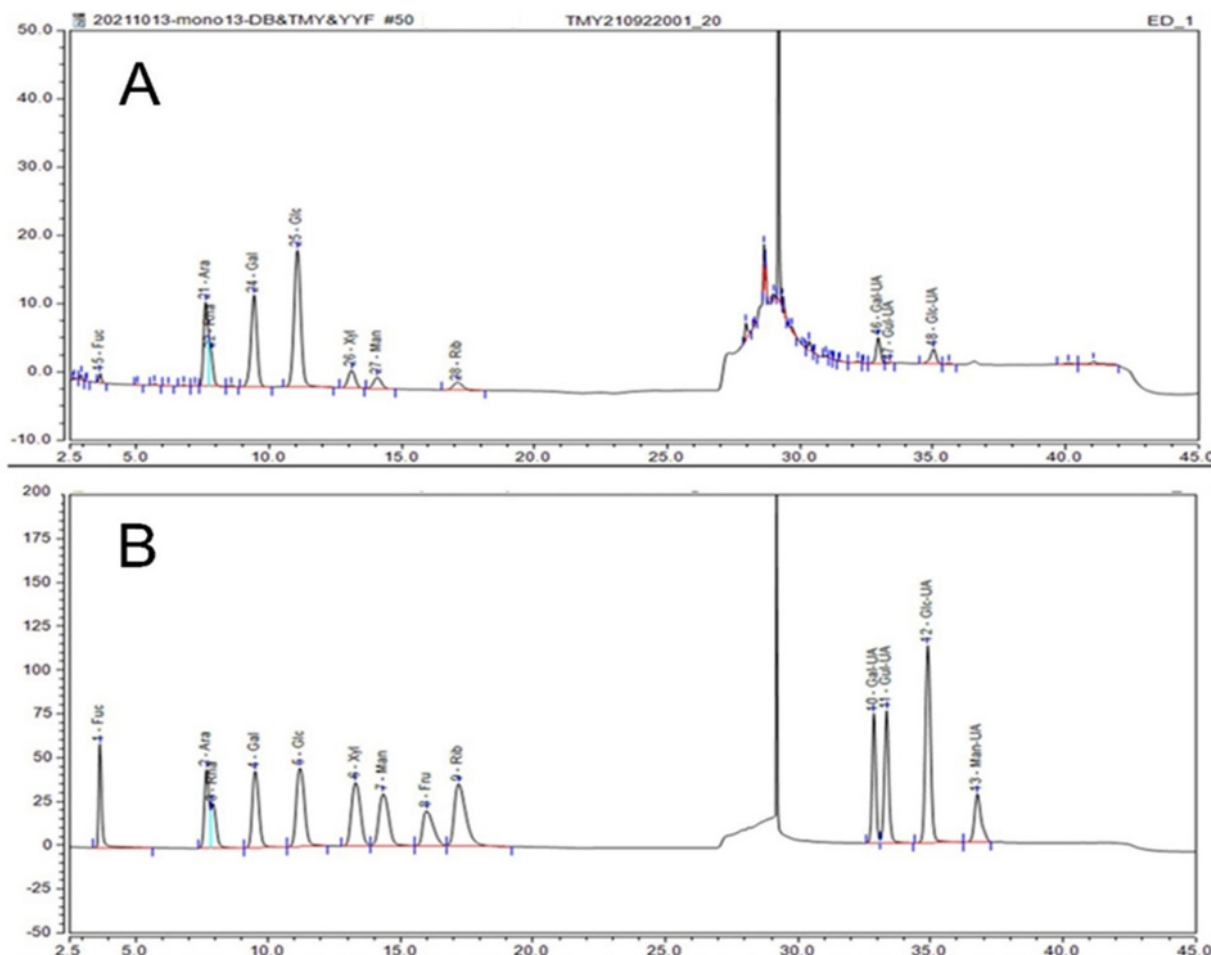 20211013-mono13-DB&TMY&YYF #50 TMY210922001_20 ED_1
A
50.0
40.0
30.0
20.0
10.0
0.0
-10.0
15 - Fuc
21 - Ara
24 - Gal
25 - Glc
26 - Xyl
27 - Man
28 - Rib
46 - Gal-UA
47 - Gul-UA
48 - Glc-UA
2.5 5.0 10.0 15.0 20.0 25.0 30.0 35.0 40.0 45.0
B
200
175
150
125
100
75
50
25
0
-25
-50
1 - Fuc
2 - Ara
3 - Rha
4 - Gal
5 - Glc
6 - Xyl
7 - Man
8 - Fru
9 - Rib
10 - Gal-UA
11 - Gul-UA
12 - Glc-UA
13 - Man-UA
2.5 5.0 10.0 15.0 20.0 25.0 30.0 35.0 40.0 45.0